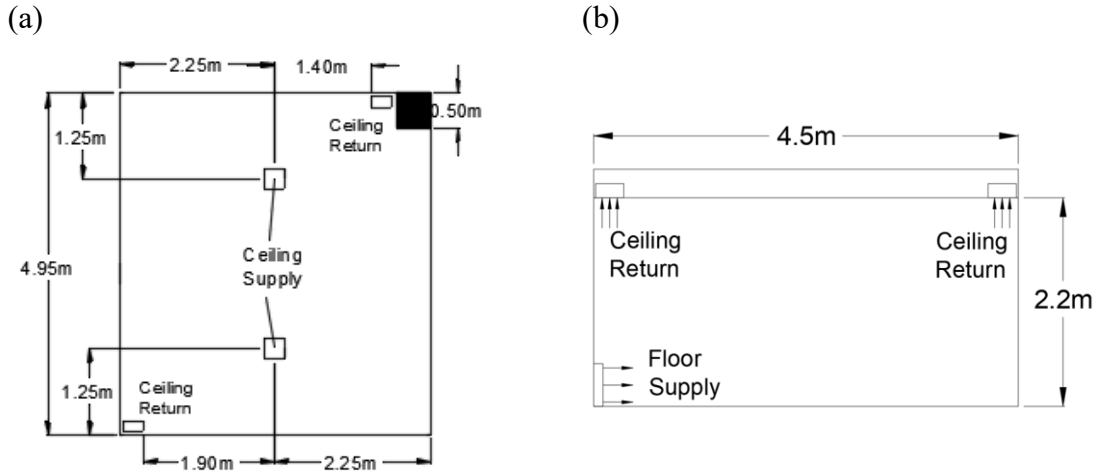 (a)
(b)
2.25m
1.40m
0.50m
1.25m
Ceiling
Return
Ceiling
Supply
4.95m
1.25m
Ceiling
Return
1.90m
2.25m
4.5m
Ceiling
Return
Ceiling
Return
2.2m
Floor
Supply